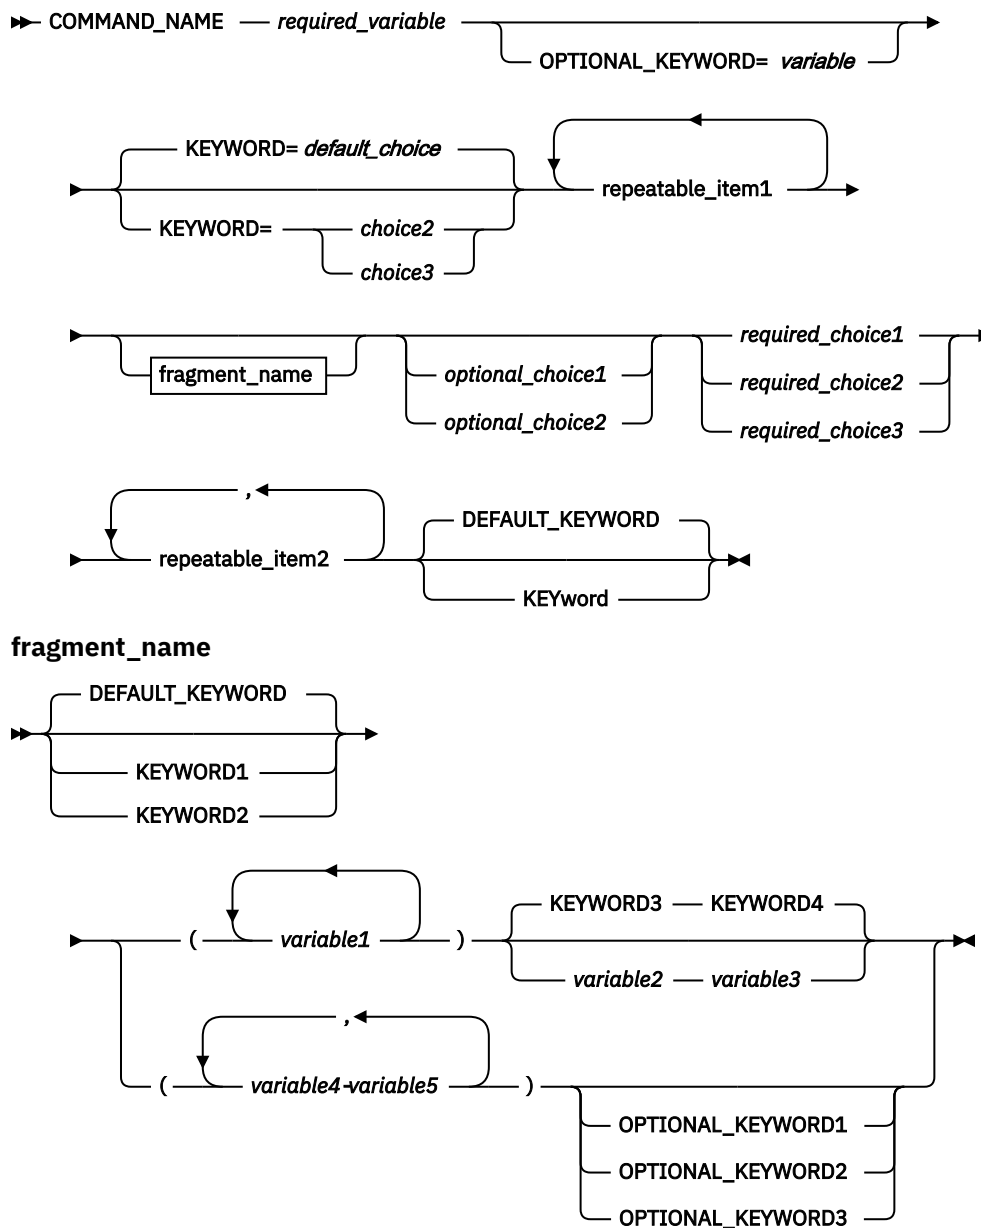 COMMAND_NAME required_variable
OPTIONAL_KEYWORD= variable
KEYWORD= default_choice
repeatable_item1
KEYWORD= choice2
choice3
required_choice1
fragment_name optional_choice1 required_choice2
optional_choice2 required_choice3
,
DEFAULT_KEYWORD
repeatable_item2
KEYword
fragment_name
DEFAULT_KEYWORD
KEYWORD1
KEYWORD2
KEYWORD3 KEYWORD4
( variable1 )
variable2 variable3
,
( variable4-variable5 )
OPTIONAL_KEYWORD1
OPTIONAL_KEYWORD2
OPTIONAL_KEYWORD3